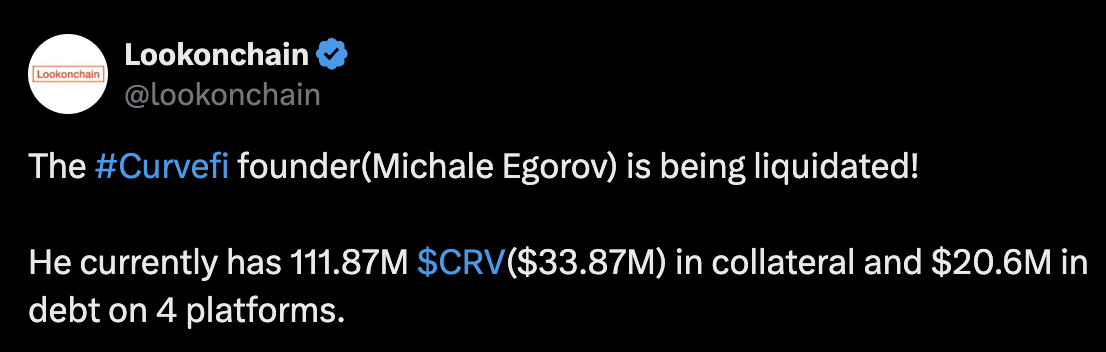 Lookonchain
Lookonchain
@lookonchain
The #Curvefi founder(Michale Egorov) is being liquidated!
He currently has 111.87M $CRV($33.87M) in collateral and $20.6M in
debt on 4 platforms.